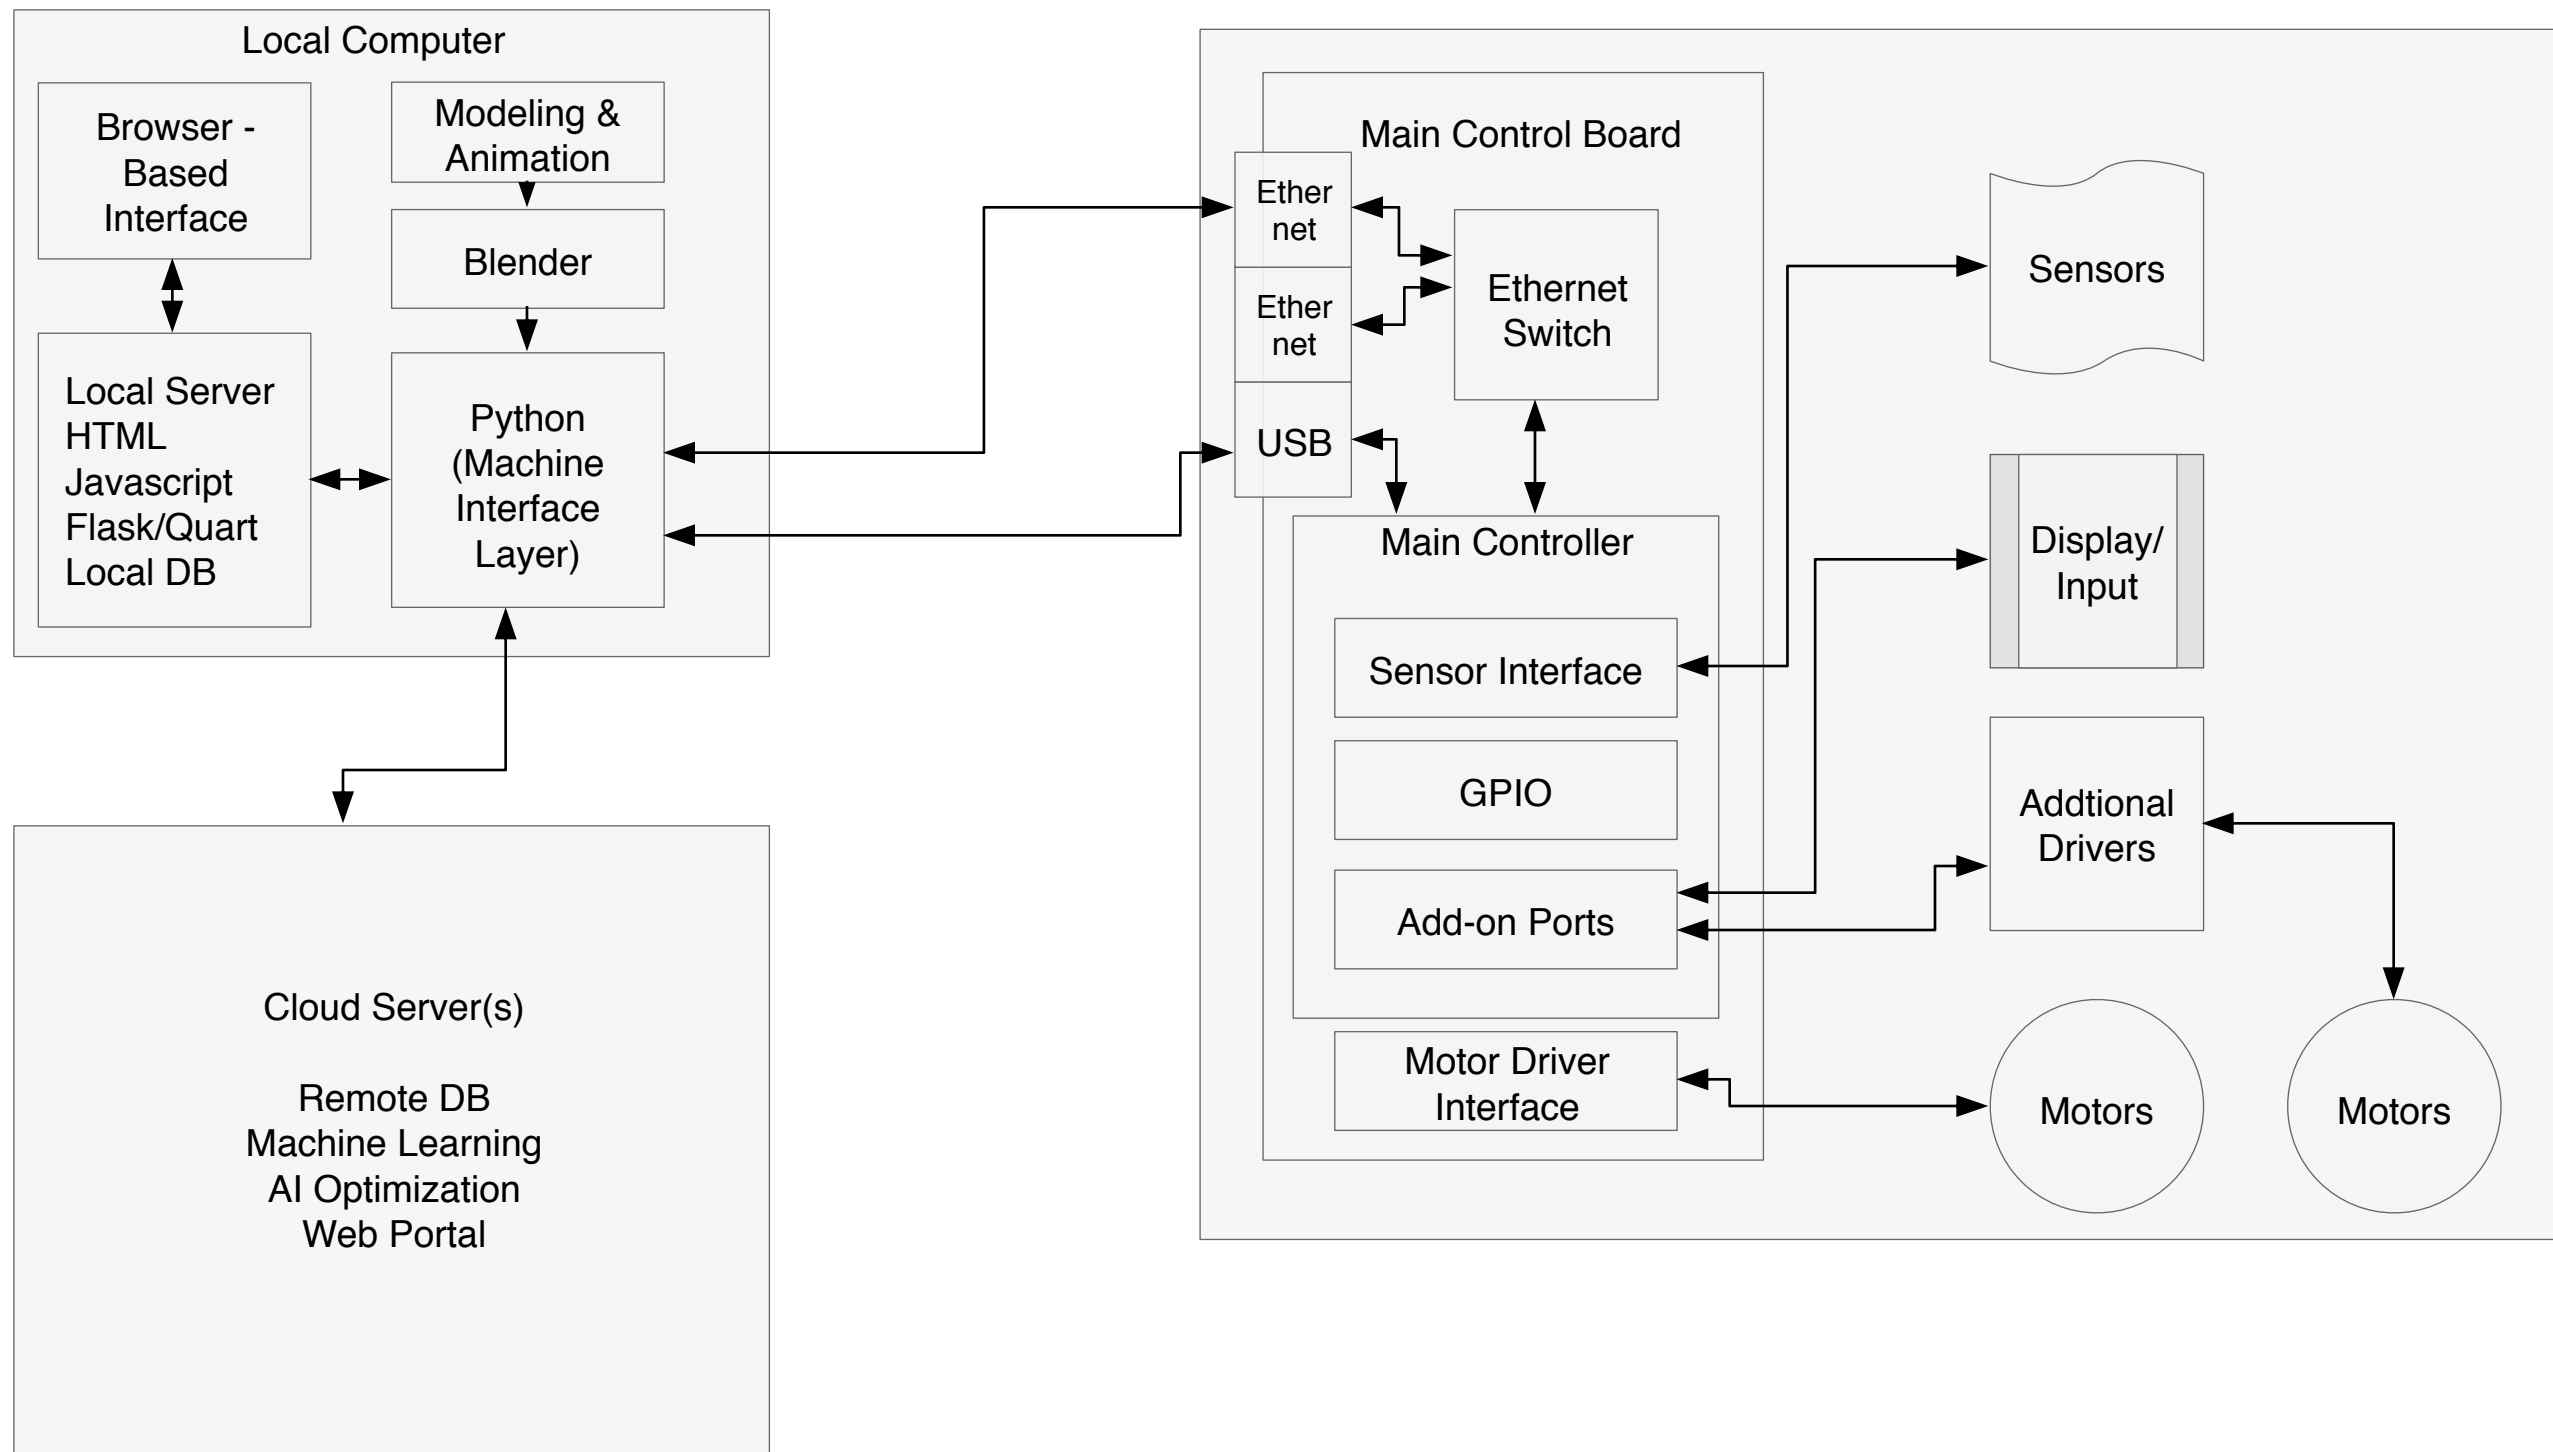 Local Computer
Browser -
Based
Interface
Modeling &
Animation
Blender
Local Server
HTML
Javascript
Flask/Quart
Local DB
Python
(Machine
Interface
Layer)
Cloud Server(s)
Remote DB
Machine Learning
AI Optimization
Web Portal
Main Control Board
Ether
net
Ether
net
USB
Ethernet
Switch
Main Controller
Sensor Interface
GPIO
Add-on Ports
Motor Driver
Interface
Sensors
Display/
Input
Addtional
Drivers
Motors
Motors